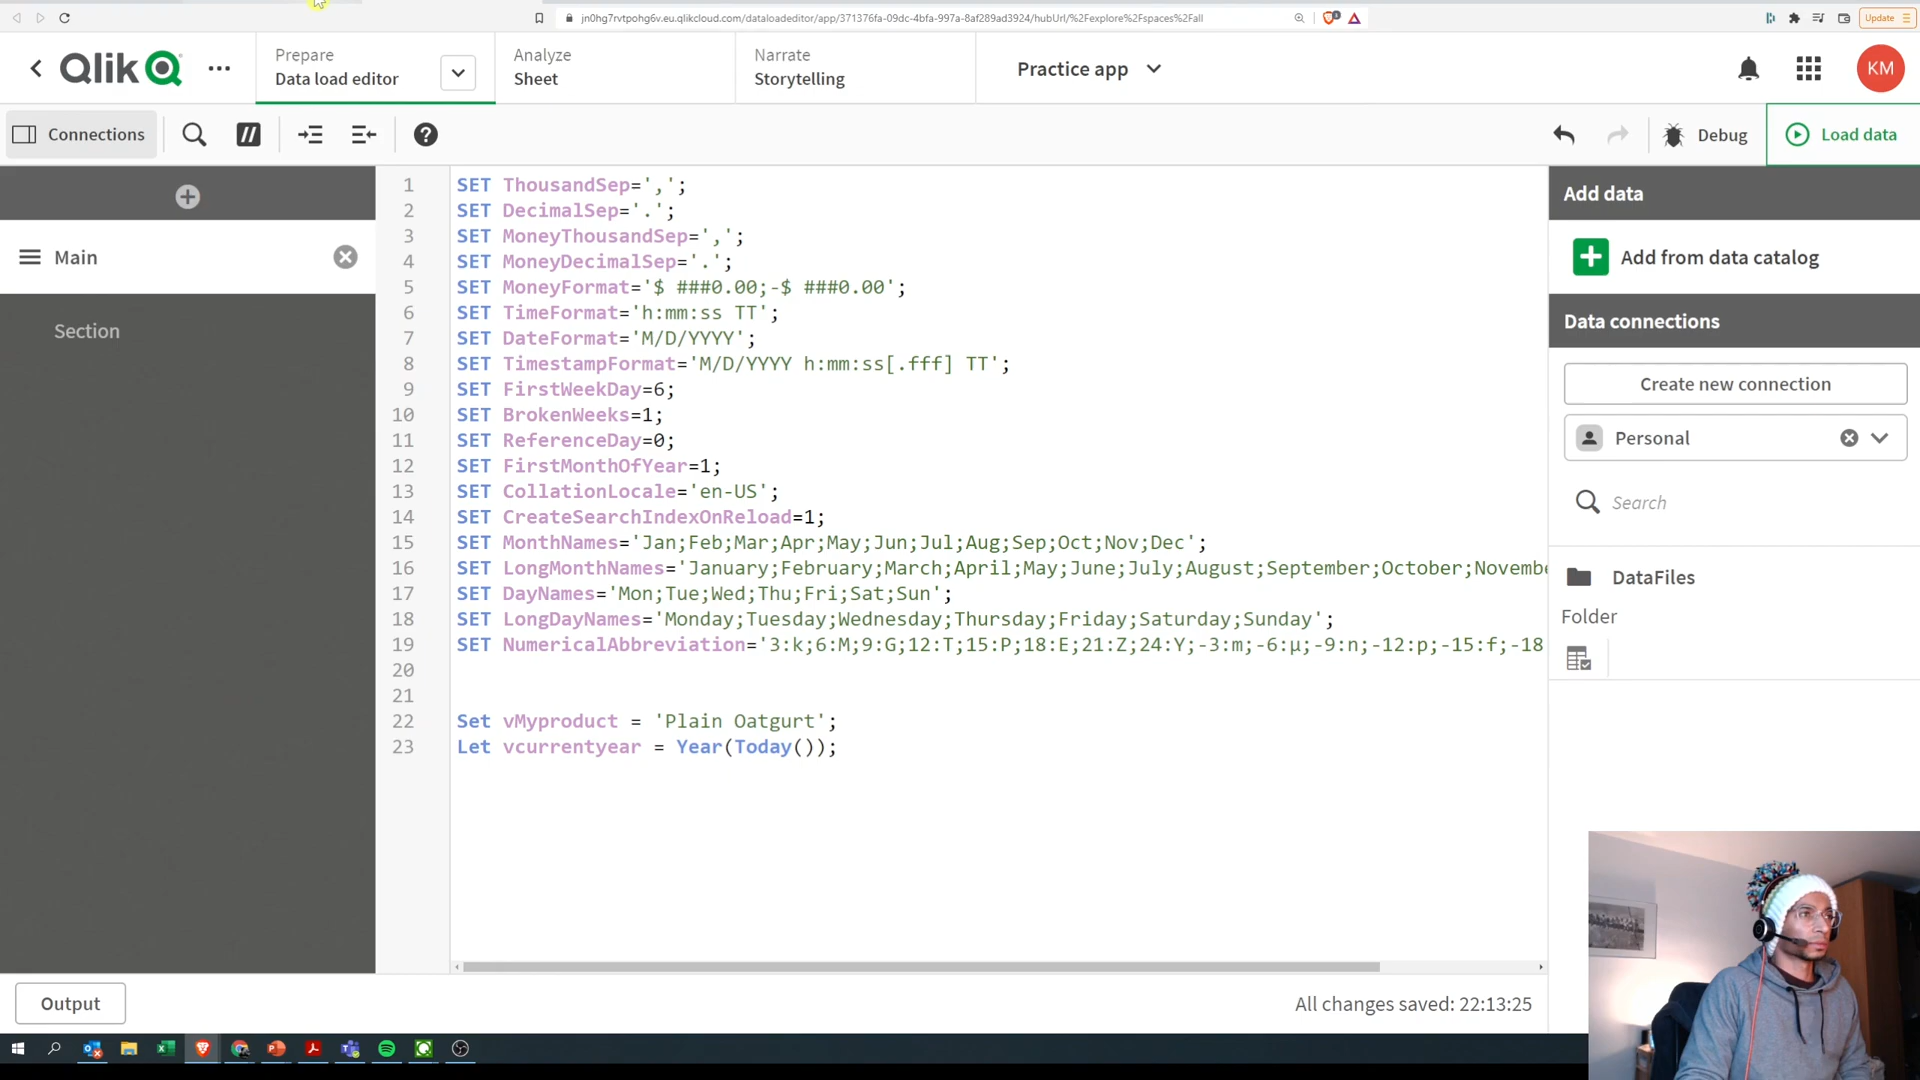 jn0hg7rvtpohg6v.eu.qlikcloud.com/dataloadeditor/app/371376fa-09dc-4bfa-997a-8af289ad3924/hubUrl/%2Fexplore%2Fspaces%2Fall
Update
Qlik
Prepare
Data load editor
Analyze
Sheet
Narrate
Storytelling
Practice app
KM
Connections
Debug
Load data
Main
Section
1 SET ThousandSep=',';
2 SET DecimalSep='.';
3 SET MoneyThousandSep=',';
4 SET MoneyDecimalSep='.';
5 SET MoneyFormat='$ ###0.00;-$ ###0.00';
6 SET TimeFormat='h:mm:ss TT';
7 SET DateFormat='M/D/YYYY';
8 SET TimestampFormat='M/D/YYYY h:mm:ss[.fff] TT';
9 SET FirstWeekDay=6;
10 SET BrokenWeeks=1;
11 SET ReferenceDay=0;
12 SET FirstMonthOfYear=1;
13 SET CollationLocale='en-US';
14 SET CreateSearchIndexOnReload=1;
15 SET MonthNames='Jan;Feb;Mar;Apr;May;Jun;Jul;Aug;Sep;Oct;Nov;Dec';
16 SET LongMonthNames='January;February;March;April;May;June;July;August;September;October;Novembe
17 SET DayNames='Mon;Tue;Wed;Thu;Fri;Sat;Sun';
18 SET LongDayNames='Monday;Tuesday;Wednesday;Thursday;Friday;Saturday;Sunday';
19 SET NumericalAbbreviation='3:k;6:M;9:G;12:T;15:P;18:E;21:Z;24:Y;-3:m;-6:μ;-9:n;-12:p;-15:f;-18
20
21
22 Set vMyproduct = 'Plain Oatgurt';
23 Let vcurrentyear = Year(Today());
Add data
Add from data catalog
Data connections
Create new connection
Personal
Search
DataFiles
Folder
Output
All changes saved: 22:13:25